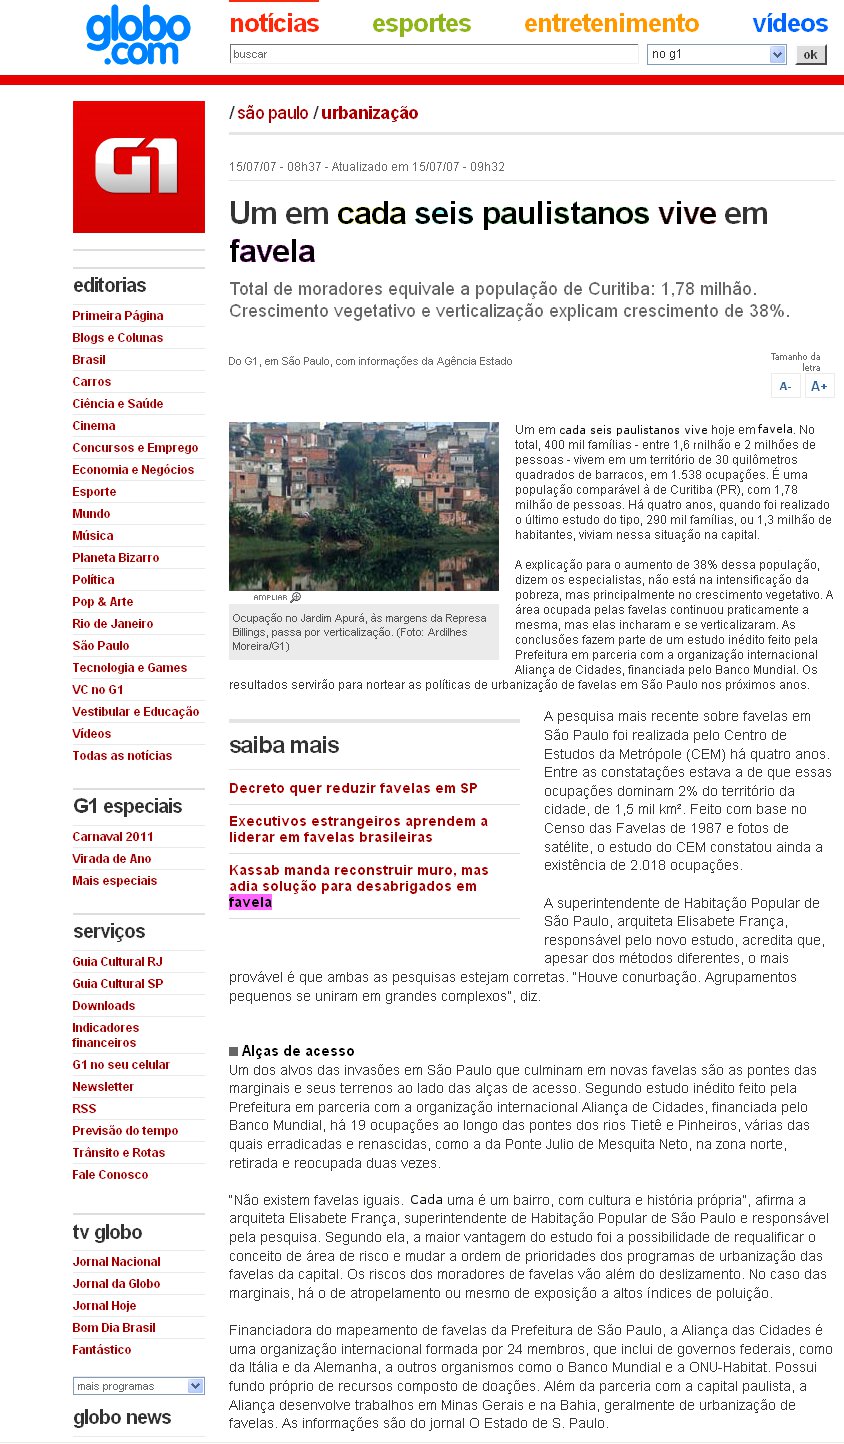 globo
.com
notícias esportes entretenimento vídeos
buscar no g1 ok
G1
/ são paulo / urbanização
15/07/07 - 08h37 - Atualizado em 15/07/07 - 09h32
Um em cada seis paulistanos vive em
favela
Total de moradores equivale a população de Curitiba: 1,78 milhão.
Crescimento vegetativo e verticalização explicam crescimento de 38%.
Do G1, em São Paulo, com informações da Agência Estado
Tamanho da
letra
A- A+
editorias
Primeira Página
Blogs e Colunas
Brasil
Carros
Ciência e Saúde
Cinema
Concursos e Emprego
Economia e Negócios
Esporte
Mundo
Música
Planeta Bizarro
Política
Pop & Arte
Rio de Janeiro
São Paulo
Tecnologia e Games
VC no G1
Vestibular e Educação
Vídeos
Todas as notícias
G1 especiais
Carnaval 2011
Virada de Ano
Mais especiais
serviços
Guia Cultural RJ
Guia Cultural SP
Downloads
Indicadores
financeiros
G1 no seu celular
Newsletter
RSS
Previsão do tempo
Trânsito e Rotas
Fale Conosco
tv globo
Jornal Nacional
Jornal da Globo
Jornal Hoje
Bom Dia Brasil
Fantástico
mais programas
globo news
AMPLIAR
Ocupação no Jardim Apurá, às margens da Represa
Billings, passa por verticalização. (Foto: Ardilhes
Moreira/G1)
Um em cada seis paulistanos vive hoje em favela. No
total, 400 mil famílias - entre 1,6 milhão e 2 milhões de
pessoas - vivem em um território de 30 quilômetros
quadrados de barracos, em 1.538 ocupações. É uma
população comparável à de Curitiba (PR), com 1,78
milhão de pessoas. Há quatro anos, quando foi realizado
o último estudo do tipo, 290 mil famílias, ou 1,3 milhão de
habitantes, viviam nessa situação na capital.
A explicação para o aumento de 38% dessa população,
dizem os especialistas, não está na intensificação da
pobreza, mas principalmente no crescimento vegetativo. A
área ocupada pelas favelas continuou praticamente a
mesma, mas elas incharam e se verticalizaram. As
conclusões fazem parte de um estudo inédito feito pela
Prefeitura em parceria com a organização internacional
Aliança de Cidades, financiada pelo Banco Mundial. Os
resultados servirão para nortear as políticas de urbanização de favelas em São Paulo nos próximos anos.
saiba mais
Decreto quer reduzir favelas em SP
Executivos estrangeiros aprendem a
liderar em favelas brasileiras
Kassab manda reconstruir muro, mas
adia solução para desabrigados em
favela
A pesquisa mais recente sobre favelas em
São Paulo foi realizada pelo Centro de
Estudos da Metrópole (CEM) há quatro anos.
Entre as constatações estava a de que essas
ocupações dominam 2% do território da
cidade, de 1,5 mil km². Feito com base no
Censo das Favelas de 1987 e fotos de
satélite, o estudo do CEM constatou ainda a
existência de 2.018 ocupações.
A superintendente de Habitação Popular de
São Paulo, arquiteta Elisabete França,
responsável pelo novo estudo, acredita que,
apesar dos métodos diferentes, o mais
provável é que ambas as pesquisas estejam corretas. "Houve conurbação. Agrupamentos
pequenos se uniram em grandes complexos", diz.
Alças de acesso
Um dos alvos das invasões em São Paulo que culminam em novas favelas são as pontes das
marginais e seus terrenos ao lado das alças de acesso. Segundo estudo inédito feito pela
Prefeitura em parceria com a organização internacional Aliança de Cidades, financiada pelo
Banco Mundial, há 19 ocupações ao longo das pontes dos rios Tietê e Pinheiros, várias das
quais erradicadas e renascidas, como a da Ponte Julio de Mesquita Neto, na zona norte,
retirada e reocupada duas vezes.
"Não existem favelas iguais. Cada uma é um bairro, com cultura e história própria", afirma a
arquiteta Elisabete França, superintendente de Habitação Popular de São Paulo e responsável
pela pesquisa. Segundo ela, a maior vantagem do estudo foi a possibilidade de requalificar o
conceito de área de risco e mudar a ordem de prioridades dos programas de urbanização das
favelas da capital. Os riscos dos moradores de favelas vão além do deslizamento. No caso das
marginais, há o de atropelamento ou mesmo de exposição a altos índices de poluição.
Financiadora do mapeamento de favelas da Prefeitura de São Paulo, a Aliança das Cidades é
uma organização internacional formada por 24 membros, que inclui de governos federais, como
da Itália e da Alemanha, a outros organismos como o Banco Mundial e a ONU-Habitat. Possui
fundo próprio de recursos composto de doações. Além da parceria com a capital paulista, a
Aliança desenvolve trabalhos em Minas Gerais e na Bahia, geralmente de urbanização de
favelas. As informações são do jornal O Estado de S. Paulo.